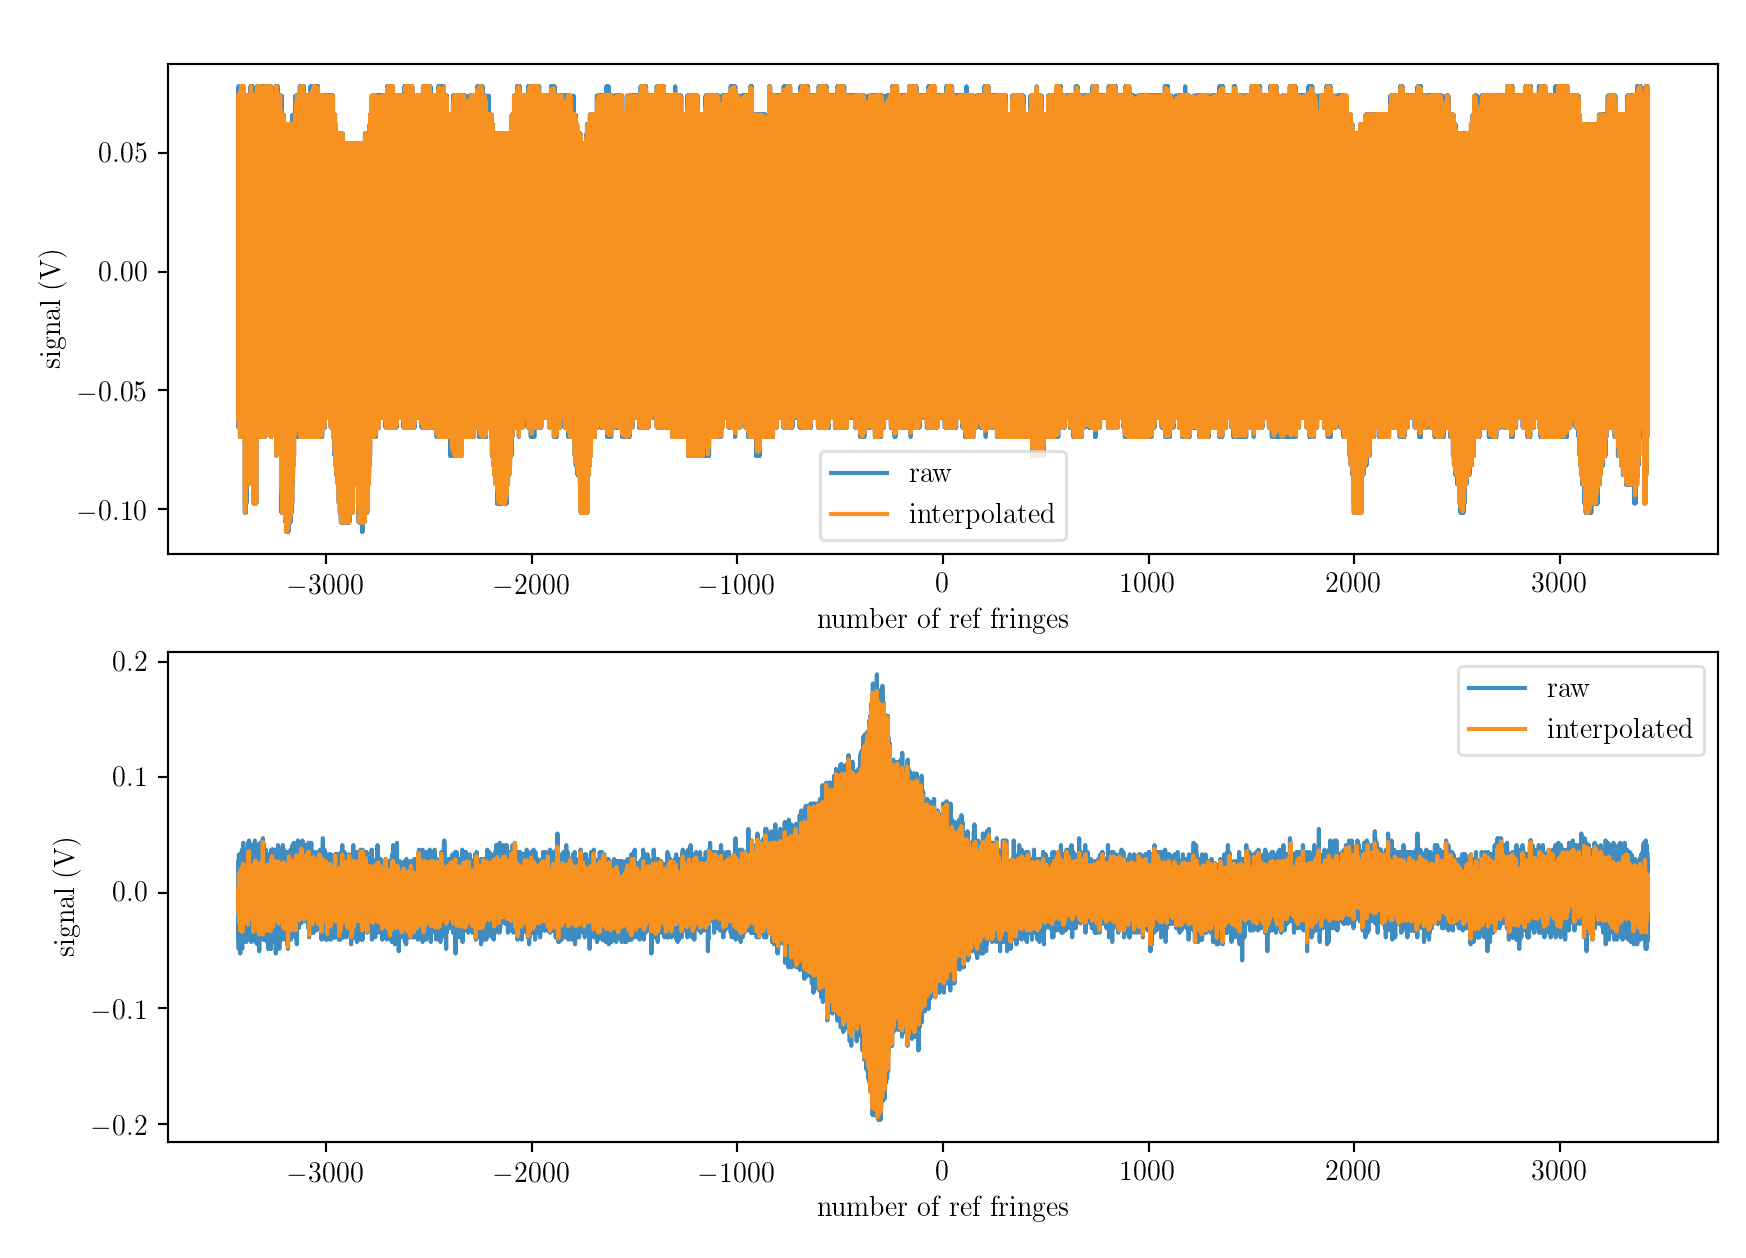 signal (V)
0.05
0.00
−0.05
−0.10
raw
interpolated
−3000 −2000 −1000 0 1000 2000 3000
number of ref fringes
signal (V)
0.2
0.1
0.0
−0.1
−0.2
raw
interpolated
−3000 −2000 −1000 0 1000 2000 3000
number of ref fringes